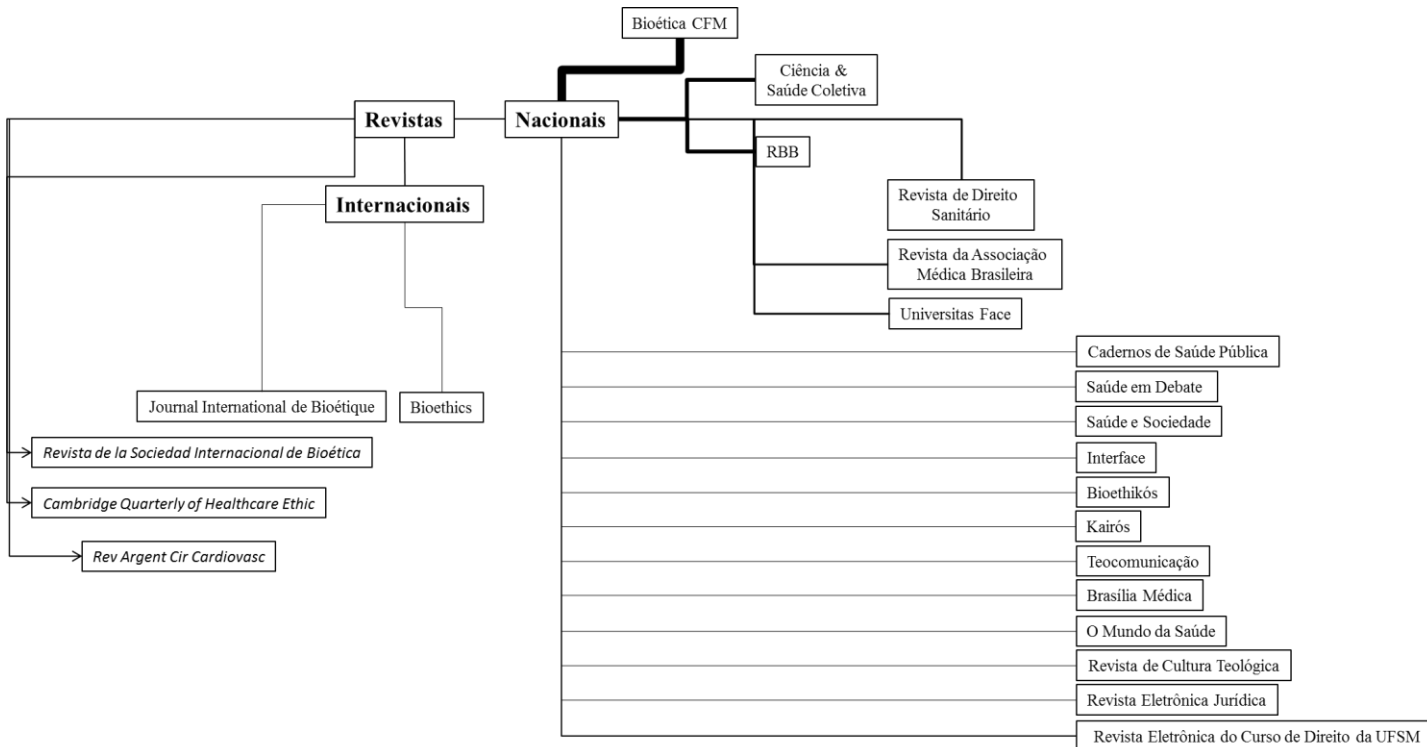 Bioética CFM
Ciência &
Saúde Coletiva
Revistas
Nacionais
RBB
Revista de Direito
Sanitário
Internacionais
Revista da Associação
Médica Brasileira
Universitas Face
Cadernos de Saúde Pública
Saúde em Debate
Journal International de Bioétique
Bioethics
Saúde e Sociedade
Revista de la Sociedad Internacional de Bioética
Interface
Bioethikós
Cambridge Quarterly of Healthcare Ethic
Kairós
Rev Argent Cir Cardiovasc
Teocomunicação
Brasília Médica
O Mundo da Saúde
Revista de Cultura Teológica
Revista Eletrônica Jurídica
Revista Eletrônica do Curso de Direito da UFSM